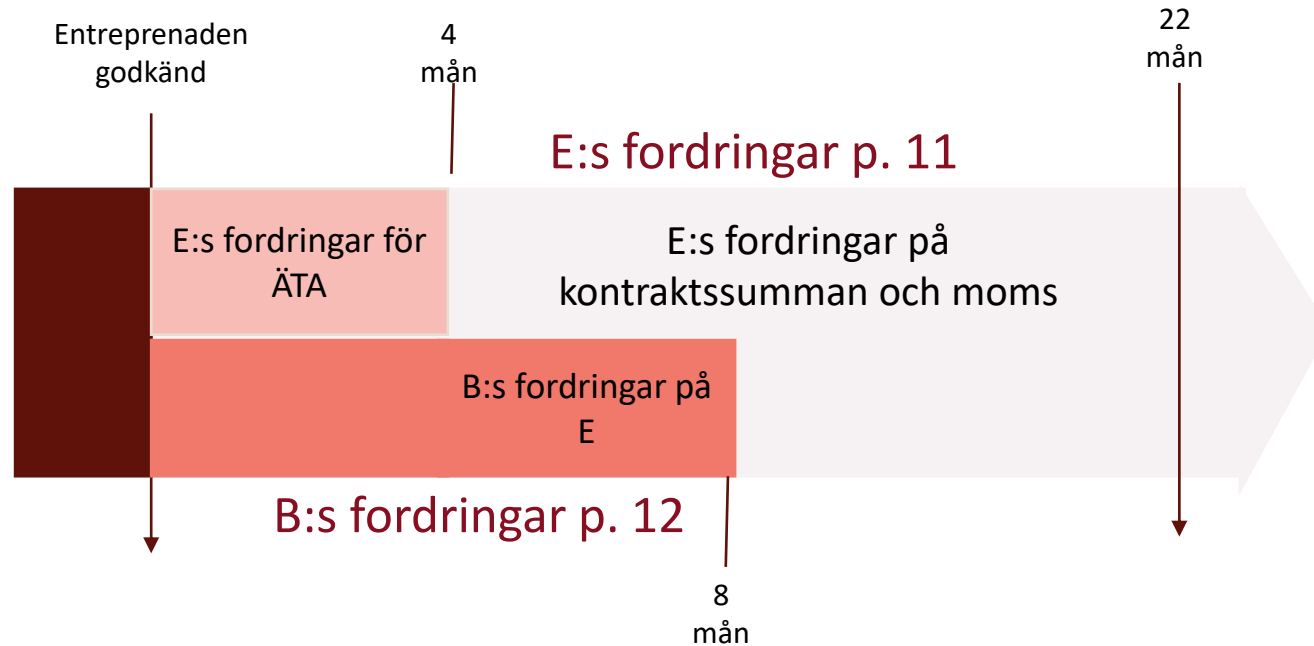 Entreprenaden
godkänd
4
mån
22
mån
E:s fordringar p. 11
E:s fordringar för
ÄTA
E:s fordringar på
kontraktssumman och moms
B:s fordringar på
E
B:s fordringar p. 12
8
mån